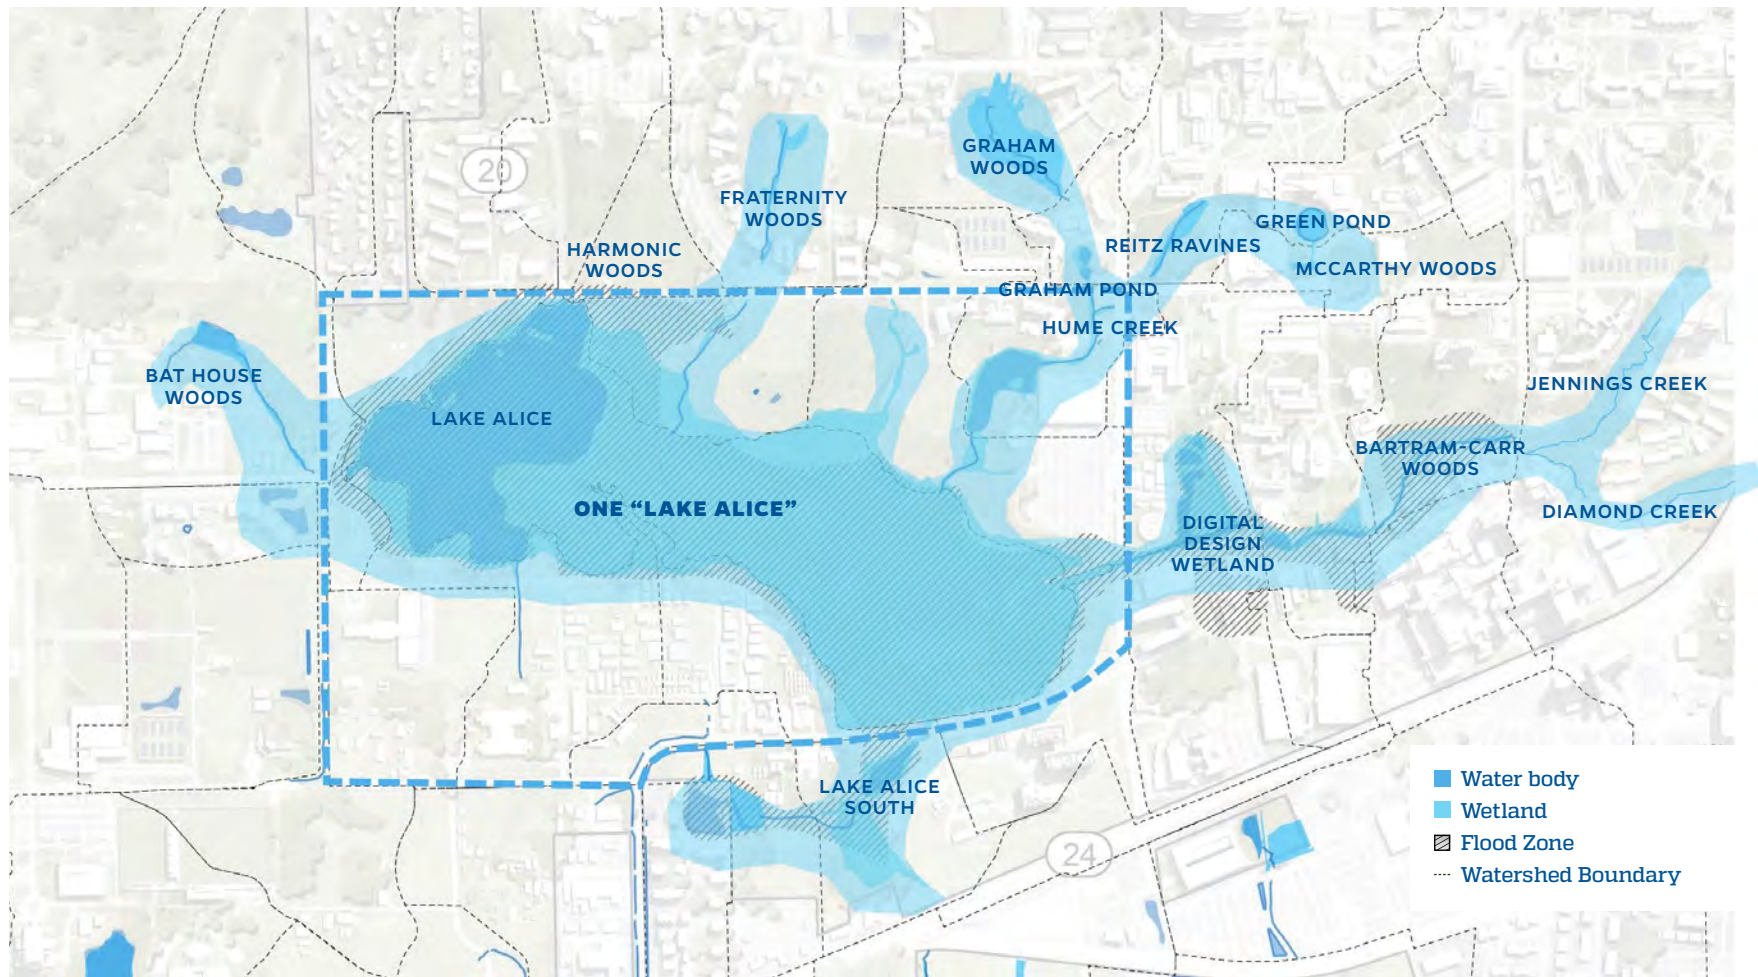 20
GRAHAM
WOODS
FRATERNITY
WOODS
GREEN POND
REITZ RAVINES
HARMONIC
WOODS
MCCARTHY WOODS
GRAHAM POND
HUME CREEK
BAT HOUSE
WOODS
JENNINGS CREEK
LAKE ALICE
BARTRAM-CARR
WOODS
ONE “LAKE ALICE”
DIAMOND CREEK
DIGITAL
DESIGN
WETLAND
LAKE ALICE
SOUTH
24
Water body
Wetland
Flood Zone
Watershed Boundary